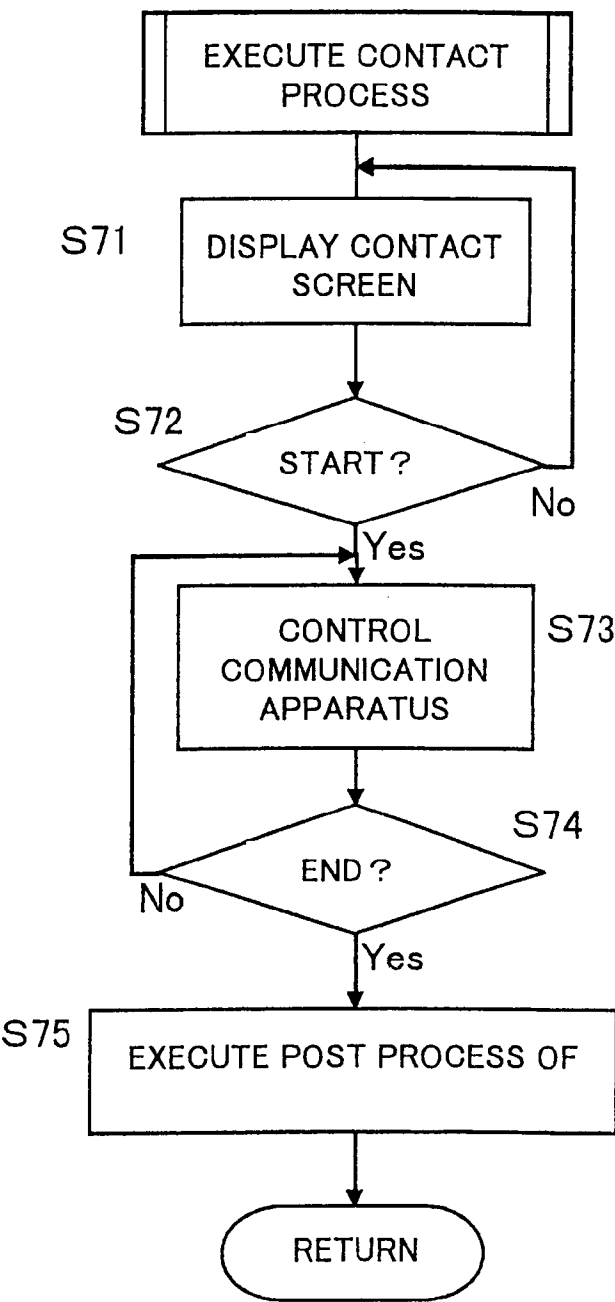 EXECUTE CONTACT
PROCESS
S71
DISPLAY CONTACT
SCREEN
S72
START?
No
Yes
S73
CONTROL
COMMUNICATION
APPARATUS
S74
END?
No
Yes
S75
EXECUTE POST PROCESS OF
RETURN